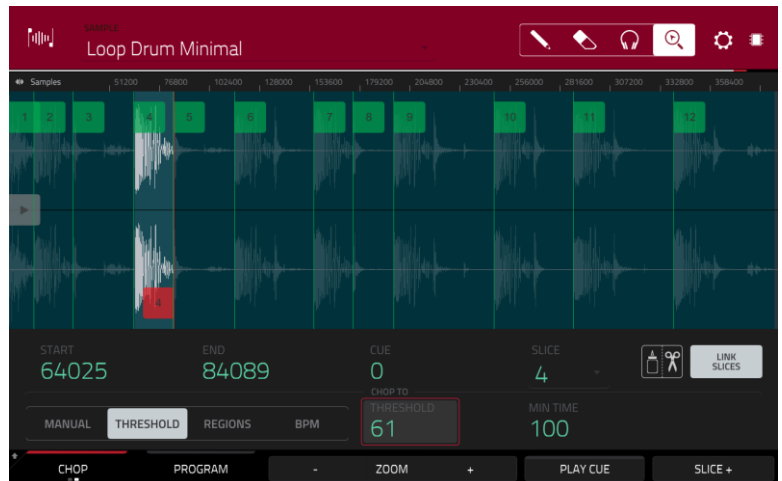 SAMPLE
Loop Drum Minimal
Samples 51200 76800 102400 128000 153600 179200 204800 230400 256000 281600 307200 332800 358400
1 2 3 4 5 6 7 8 9 10 11 12
4
START END CUE SLICE
64025 84089 0 4
LINK
SLICES
CHOP TO
MANUAL THRESHOLD REGIONS BPM
THRESHOLD MIN TIME
61 100
CHOP PROGRAM - ZOOM + PLAY CUE SLICE +